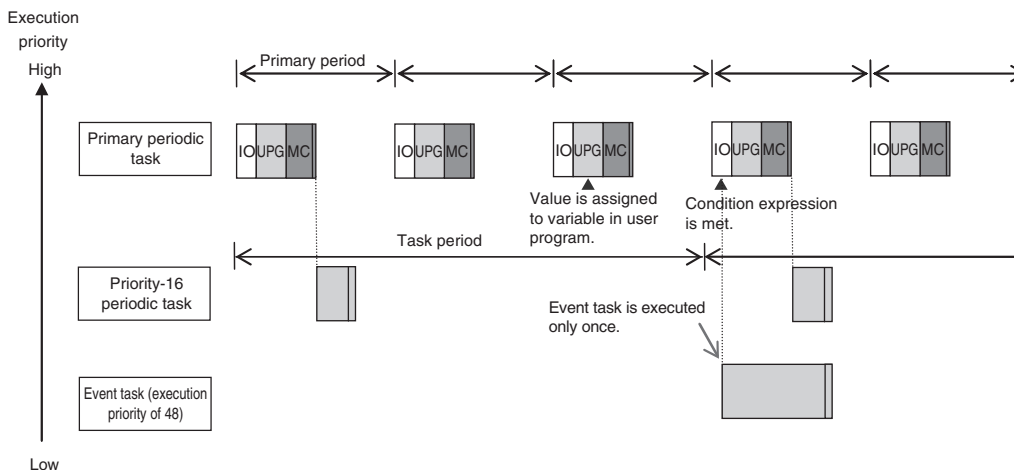 Execution
priority
High
Primary period
Primary periodic
task
IO UPG MC
IO UPG MC
IO UPG MC
IO UPG MC
IO UPG MC
Value is assigned
to variable in user
program.
Condition expression
is met.
Task period
Priority-16
periodic task
Event task is executed
only once.
Event task (execution
priority of 48)
Low